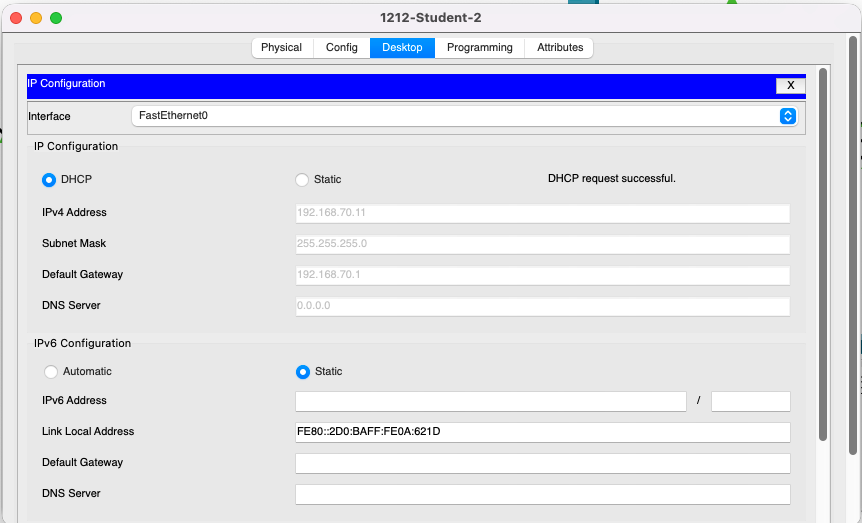 1212-Student-2
Physical Config Desktop Programming Attributes
IP Configuration
X
Interface FastEthernet0
IP Configuration
DHCP Static DHCP request successful.
IPv4 Address 192.168.70.11
Subnet Mask 255.255.255.0
Default Gateway 192.168.70.1
DNS Server 0.0.0.0
IPv6 Configuration
Automatic Static
IPv6 Address /
Link Local Address FE80::2D0:BAFF:FE0A:621D
Default Gateway
DNS Server